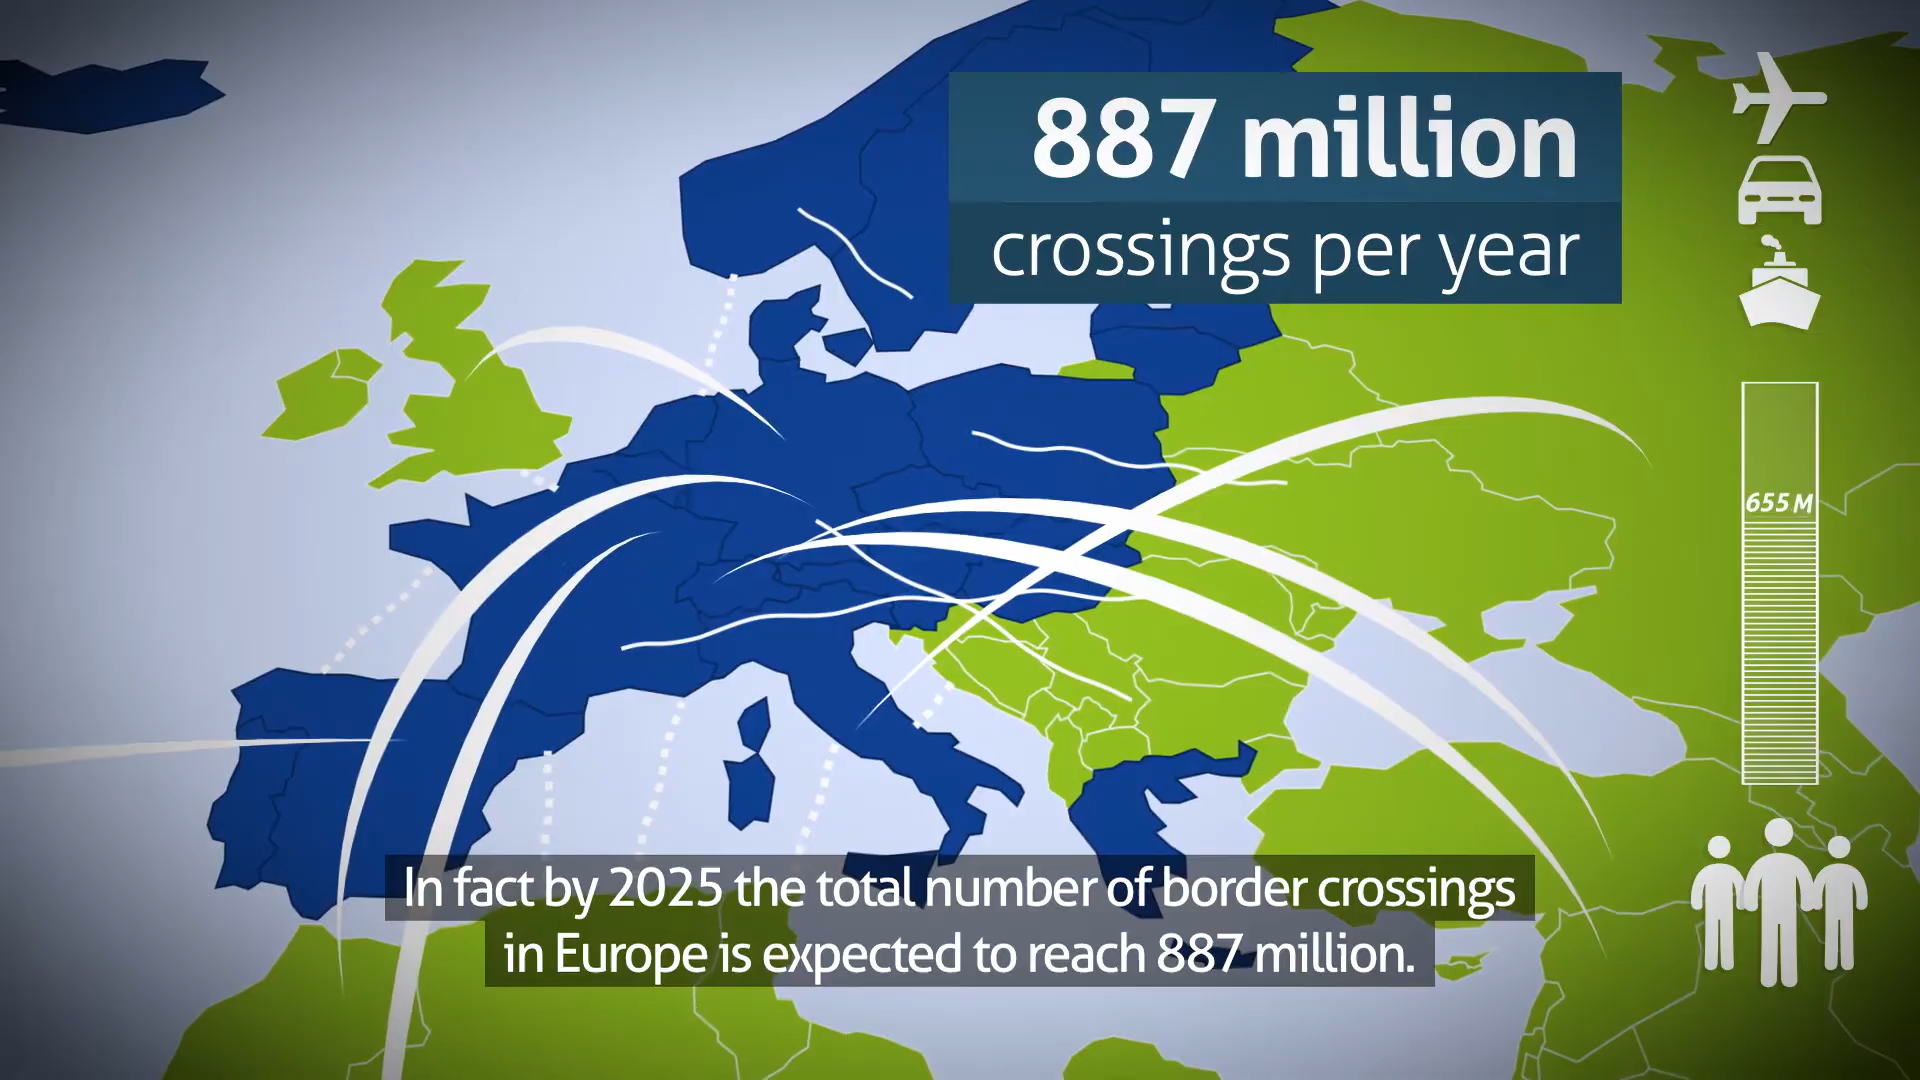 887 million
crossings per year
655 M
In fact by 2025 the total number of border crossings
in Europe is expected to reach 887 million.